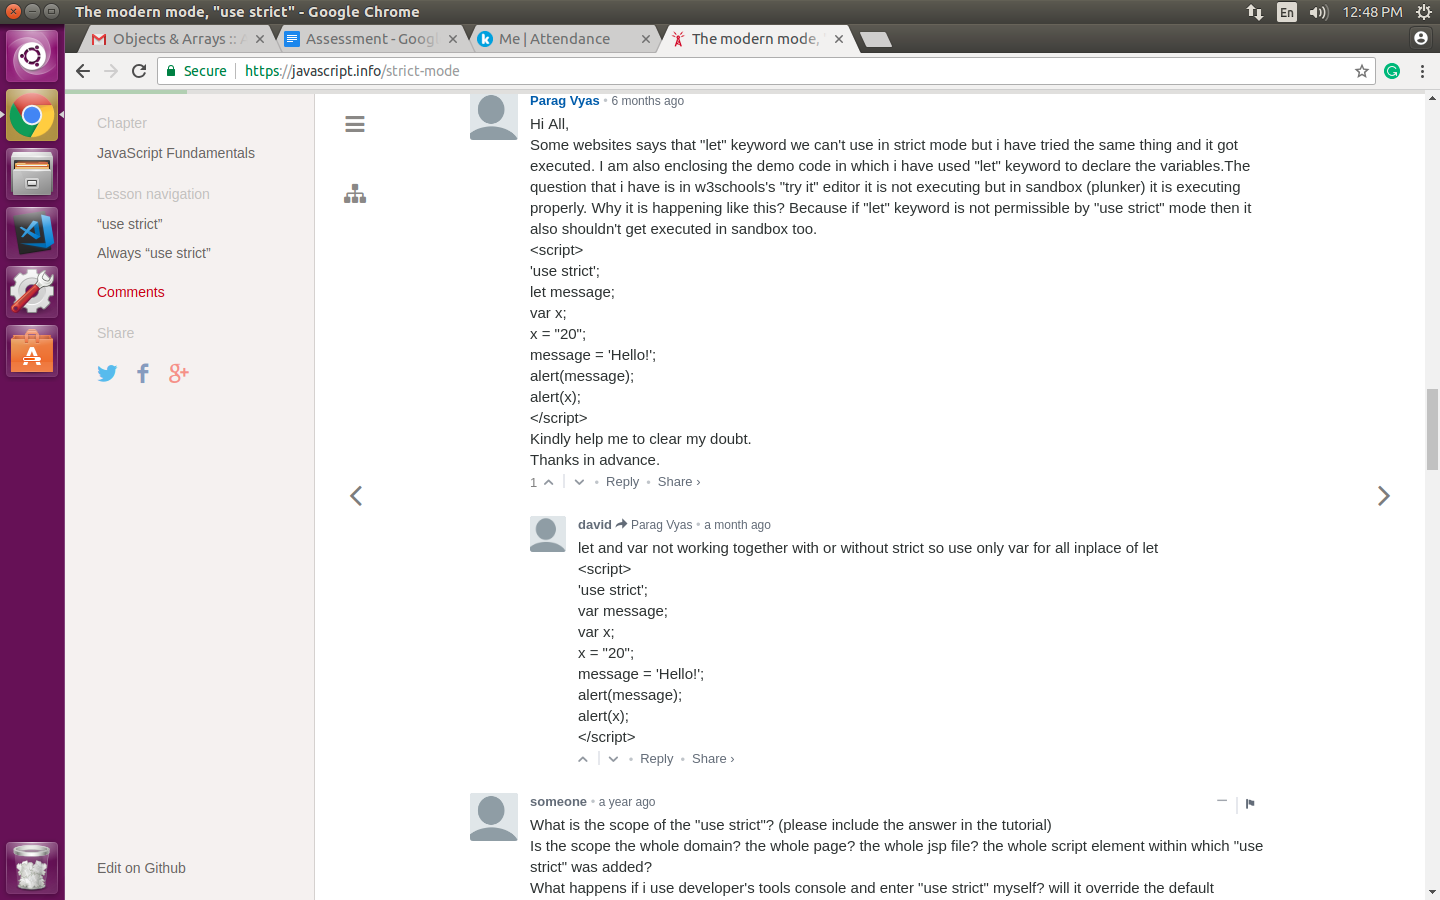 The modern mode, "use strict" - Google Chrome
En
12:48 PM
Objects & Arrays :: A
Assessment - Googl
Me | Attendance
The modern mode,
Secure
https://javascript.info/strict-mode
Chapter
JavaScript Fundamentals
Lesson navigation
“use strict”
Always “use strict”
Comments
Share
Edit on Github
Parag Vyas • 6 months ago
Hi All,
Some websites says that "let" keyword we can't use in strict mode but i have tried the same thing and it got
executed. I am also enclosing the demo code in which i have used "let" keyword to declare the variables.The
question that i have is in w3schools's "try it" editor it is not executing but in sandbox (plunker) it is executing
properly. Why it is happening like this? Because if "let" keyword is not permissible by "use strict" mode then it
also shouldn't get executed in sandbox too.
<script>
'use strict';
let message;
var x;
x = "20";
message = 'Hello!';
alert(message);
alert(x);
</script>
Kindly help me to clear my doubt.
Thanks in advance.
1 • Reply • Share ›
david Parag Vyas • a month ago
let and var not working together with or without strict so use only var for all inplace of let
<script>
'use strict';
var message;
var x;
x = "20";
message = 'Hello!';
alert(message);
alert(x);
</script>
• Reply • Share ›
someone • a year ago
What is the scope of the "use strict"? (please include the answer in the tutorial)
Is the scope the whole domain? the whole page? the whole jsp file? the whole script element within which "use
strict" was added?
What happens if i use developer's tools console and enter "use strict" myself? will it override the default